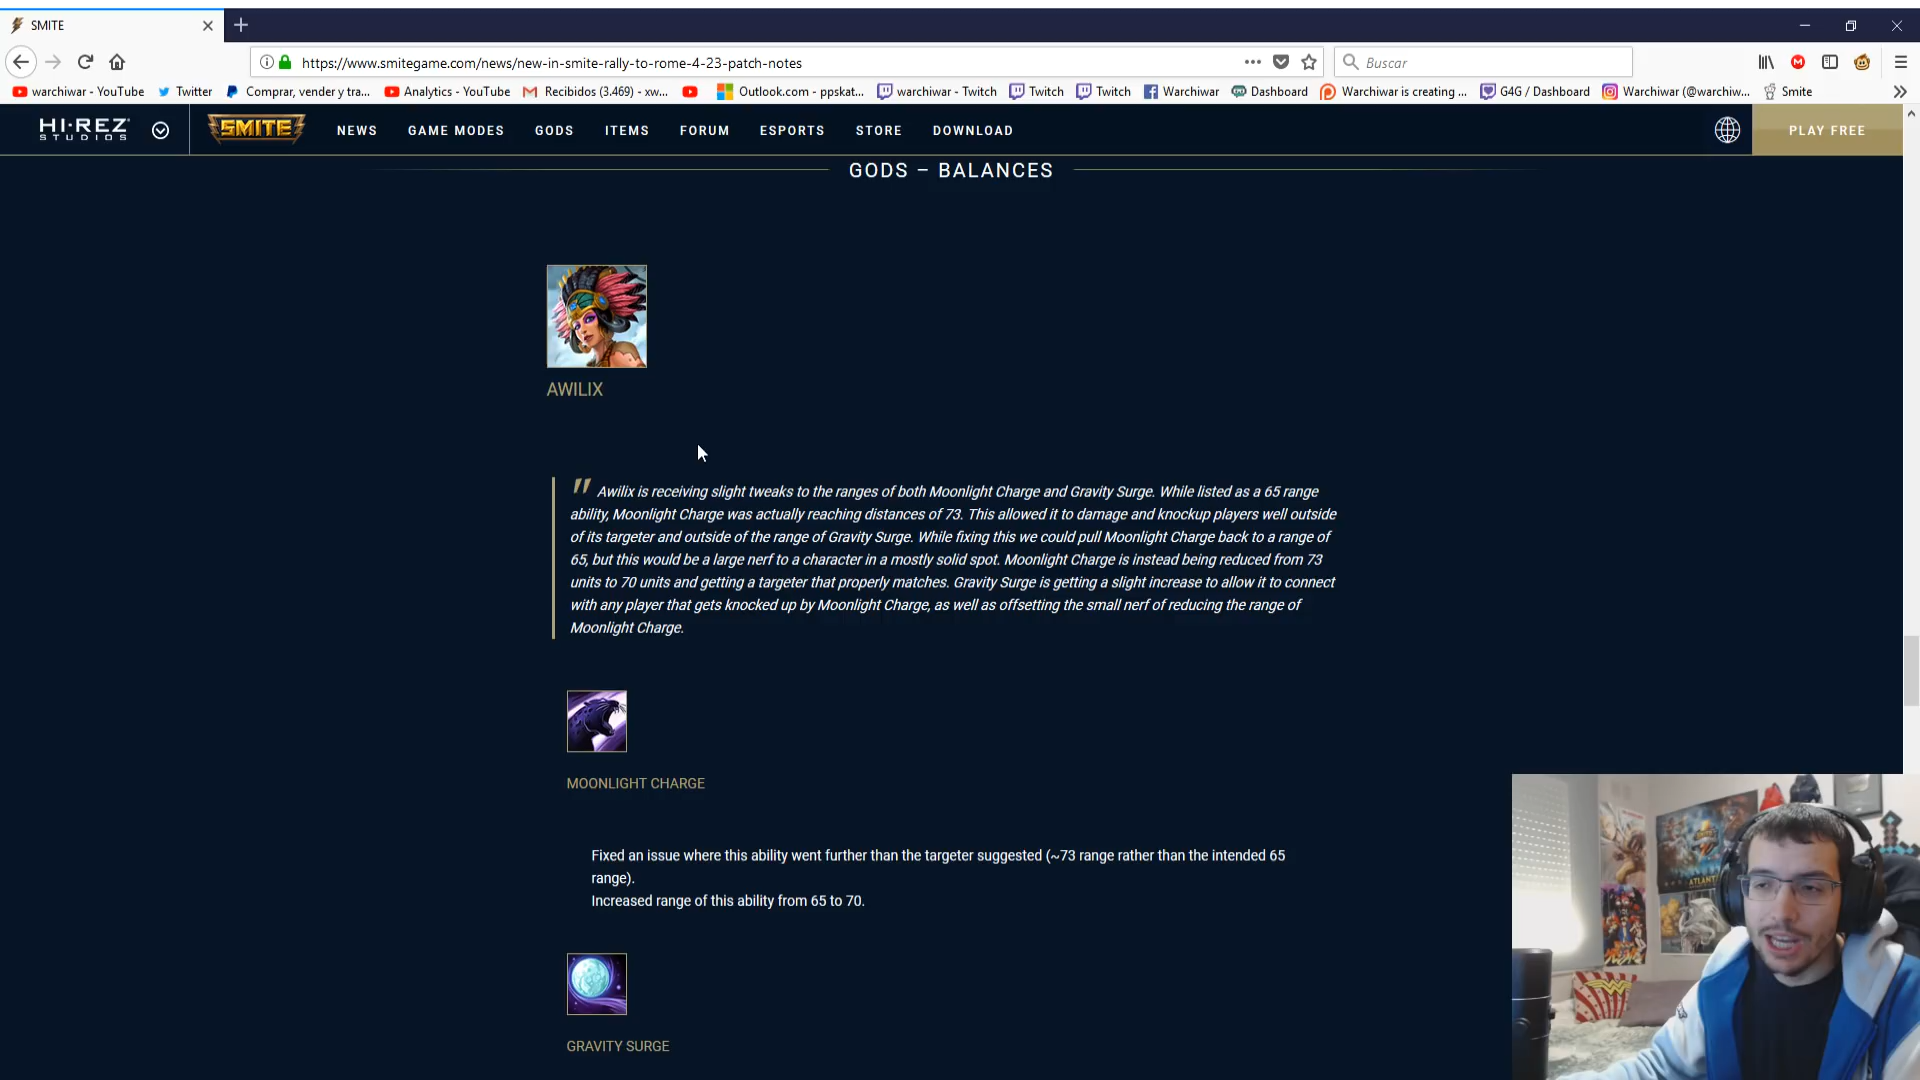 SMITE
https://www.smitegame.com/news/new-in-smite-rally-to-rome-4-23-patch-notes
Buscar
warchiwar - YouTube Twitter Comprar, vender y tra... Analytics - YouTube Recibidos (3.469) - xw... Outlook.com - ppskat... warchiwar - Twitch Twitch Twitch Warchiwar Dashboard Warchiwar is creating ... G4G / Dashboard Warchiwar (@warchiw... Smite
HI·REZ STUDIOS SMITE NEWS GAME MODES GODS ITEMS FORUM ESPORTS STORE DOWNLOAD PLAY FREE
GODS – BALANCES
AWILIX
" Awilix is receiving slight tweaks to the ranges of both Moonlight Charge and Gravity Surge. While listed as a 65 range
ability, Moonlight Charge was actually reaching distances of 73. This allowed it to damage and knockup players well outside
of its targeter and outside of the range of Gravity Surge. While fixing this we could pull Moonlight Charge back to a range of
65, but this would be a large nerf to a character in a mostly solid spot. Moonlight Charge is instead being reduced from 73
units to 70 units and getting a targeter that properly matches. Gravity Surge is getting a slight increase to allow it to connect
with any player that gets knocked up by Moonlight Charge, as well as offsetting the small nerf of reducing the range of
Moonlight Charge.
MOONLIGHT CHARGE
Fixed an issue where this ability went further than the targeter suggested (~73 range rather than the intended 65
range).
Increased range of this ability from 65 to 70.
GRAVITY SURGE